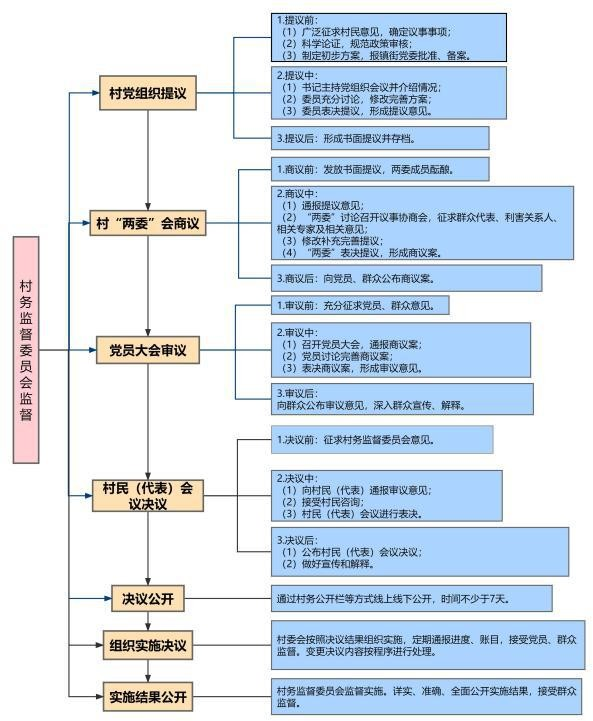 1.提议前：
（1）广泛征求村民意见，确定议事事项；
（2）科学论证，规范政策审核；
（3）制定初步方案，报镇街党委批准、备案。
村党组织提议
2.提议中：
（1）书记主持党组织会议并介绍情况；
（2）委员充分讨论，修改完善方案；
（3）委员表决提议，形成提议意见。
3.提议后：形成书面提议并存档。
村“两委”会商议
1.商议前：发放书面提议，两委成员酝酿。
2.商议中：
（1）通报提议意见；
（2）“两委”讨论召开议事协商会，征求群众代表、利害关系人、
相关专家及相关意见；
（3）修改补充完善提议；
（4）“两委”表决提议，形成商议案。
3.商议后：向党员、群众公布商议案。
村务监督委员会监督
党员大会审议
1.审议前：充分征求党员、群众意见。
2.审议中：
（1）召开党员大会，通报商议案；
（2）党员讨论完善商议案；
（3）表决商议案，形成审议意见。
3.审议后：
向群众公布审议意见，深入群众宣传、解释。
村民（代表）会
议决议
1.决议前：征求村务监督委员会意见。
2.决议中：
（1）向村民（代表）通报审议意见；
（2）接受村民咨询；
（3）村民（代表）会议进行表决。
3.决议后：
（1）公布村民（代表）会议决议；
（2）做好宣传和解释。
决议公开
通过村务公开栏等方式线上线下公开，时间不少于7天。
组织实施决议
村委会按照决议结果组织实施，定期通报进度、账目，接受党员、群众
监督。变更决议内容按程序进行处理。
实施结果公开
村务监督委员会监督实施。详实、准确、全面公开实施结果，接受群众
监督。